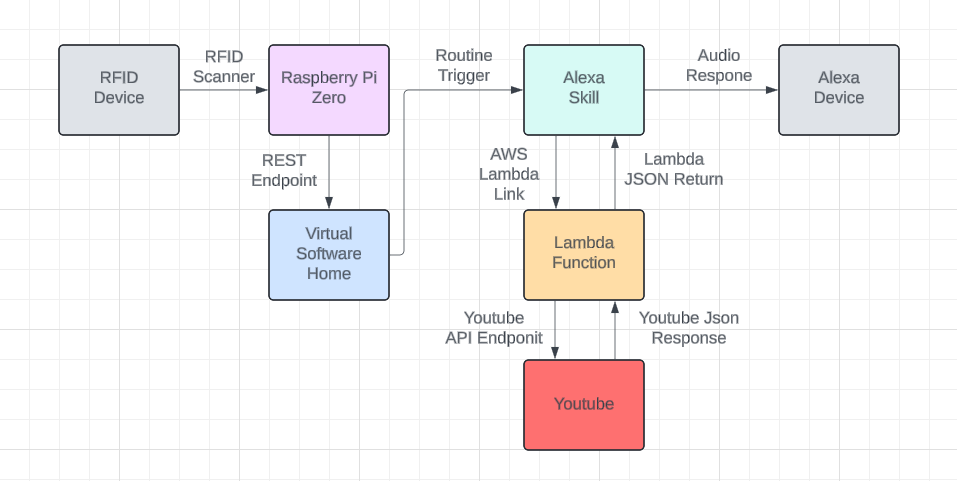 RFID
Device
RFID
Scanner
Raspberry Pi
Zero
Routine
Trigger
Alexa
Skill
Audio
Respone
Alexa
Device
REST
Endpoint
AWS
Lambda
Link
Lambda
JSON Return
Virtual
Software
Home
Lambda
Function
Youtube
API Endponit
Youtube Json
Response
Youtube